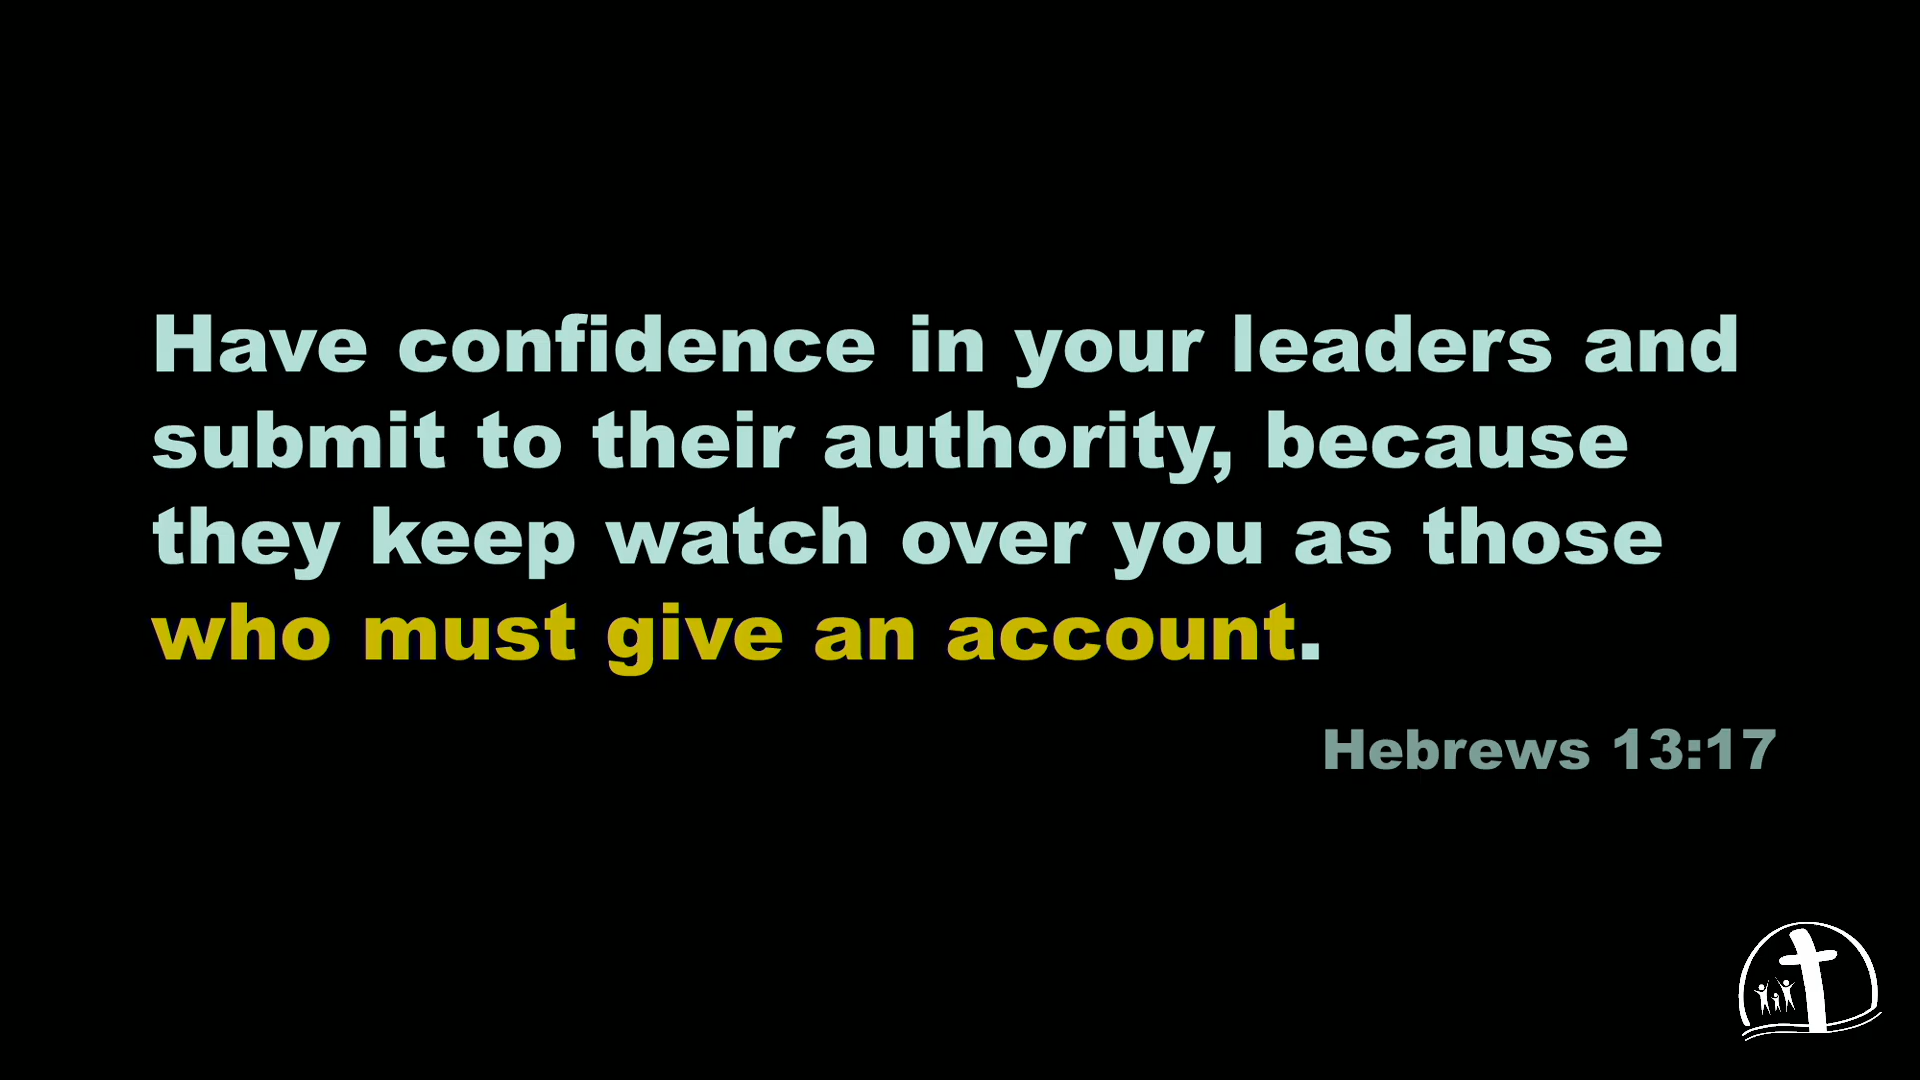 Have confidence in your leaders and
submit to their authority, because
they keep watch over you as those
who must give an account.
Hebrews 13:17